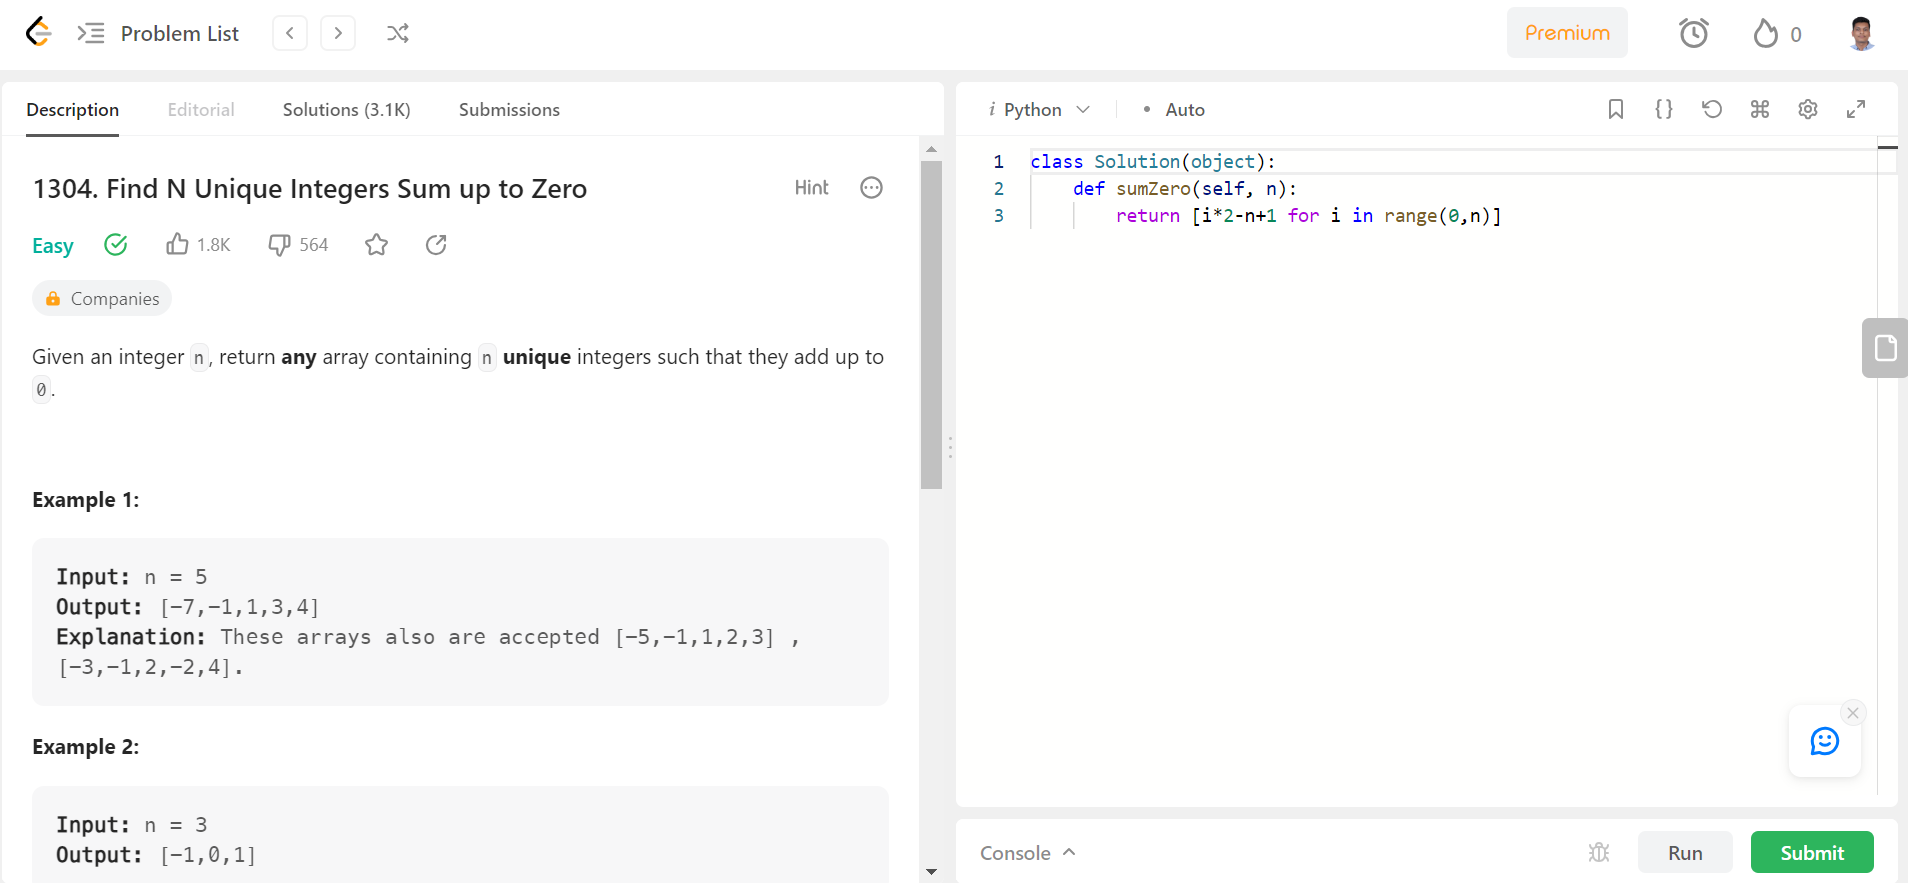 Problem List
Premium
0
Description
Editorial
Solutions (3.1K)
Submissions
1304. Find N Unique Integers Sum up to Zero
Hint
Easy
1.8K
564
Companies
Given an integer n, return any array containing n unique integers such that they add up to
0.
Example 1:
Input: n = 5
Output: [-7,-1,1,3,4]
Explanation: These arrays also are accepted [-5,-1,1,2,3] ,
[-3,-1,2,-2,4].
Example 2:
Input: n = 3
Output: [-1,0,1]
i Python
• Auto
{}
1 class Solution(object):
2     def sumZero(self, n):
3         return [i*2-n+1 for i in range(0,n)]
Console
Run
Submit